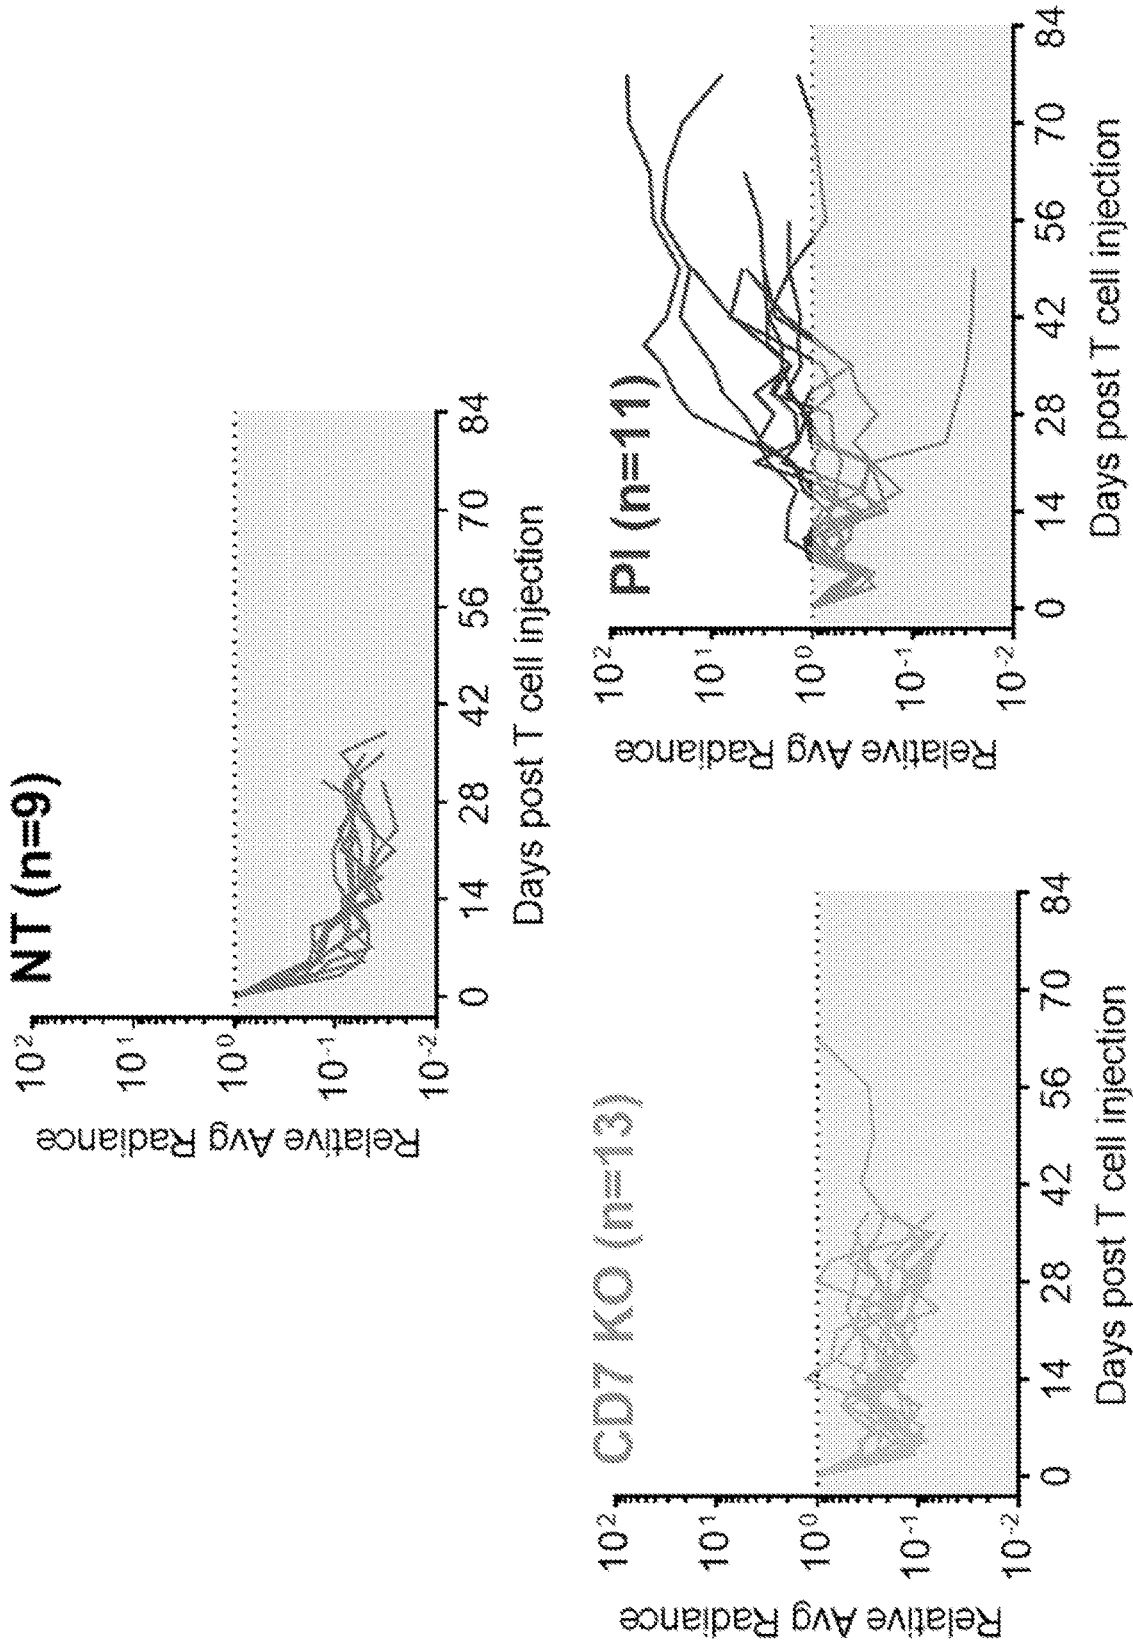 NT (n=9)
10²
10¹
10⁰
10⁻¹
10⁻²
Relative Avg Radiance
0 14 28 42 56 70 84
Days post T cell injection
CD7 KO (n=13)
10²
10¹
10⁰
10⁻¹
10⁻²
Relative Avg Radiance
0 14 28 42 56 70 84
Days post T cell injection
PI (n=11)
10²
10¹
10⁰
10⁻¹
10⁻²
Relative Avg Radiance
0 14 28 42 56 70 84
Days post T cell injection